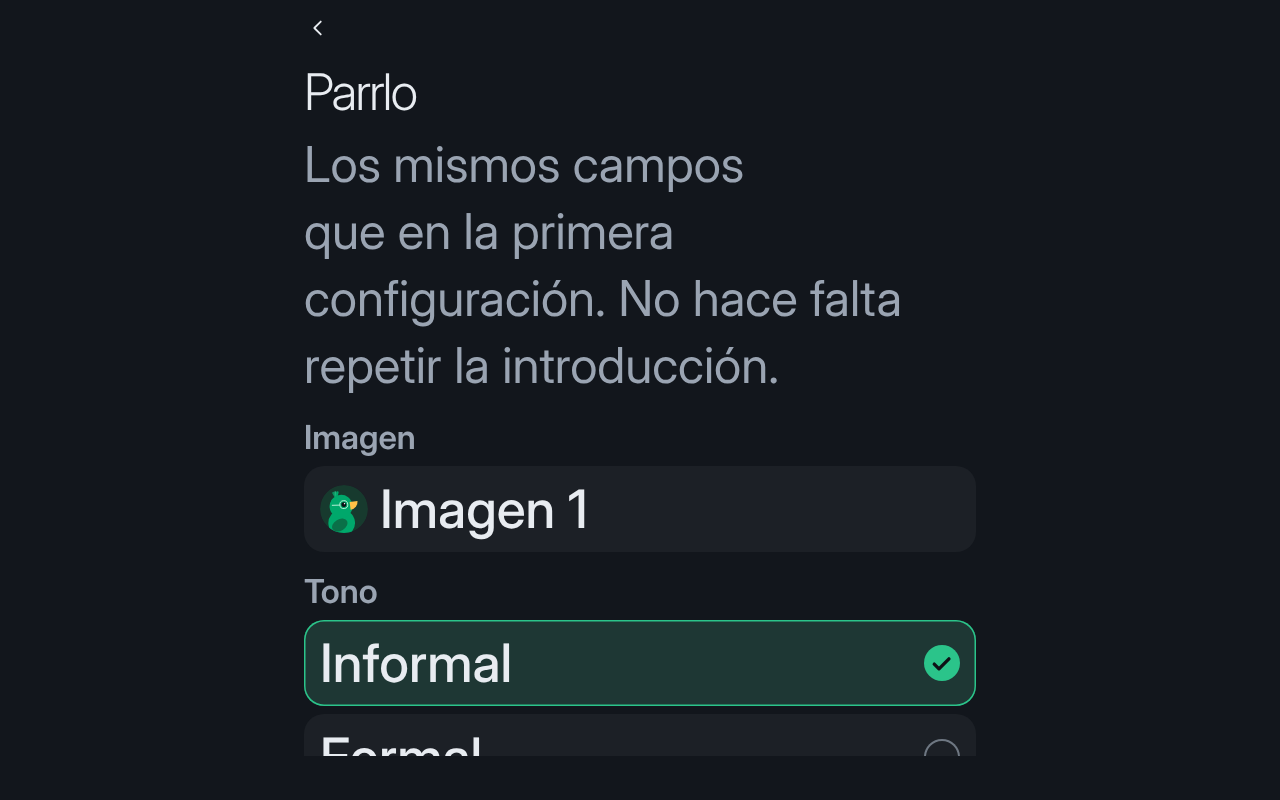 Parrlo
Los mismos campos
que en la primera
configuración. No hace falta
repetir la introducción.
Imagen
Imagen 1
Tono
Informal
Formal